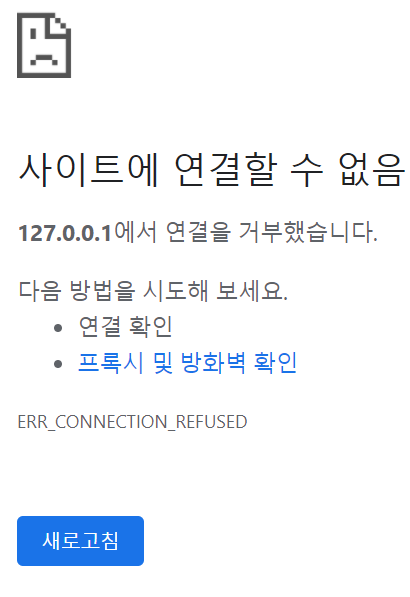 사이트에 연결할 수 없음
127.0.0.1에서 연결을 거부했습니다.
다음 방법을 시도해 보세요.
• 연결 확인
• 프록시 및 방화벽 확인
ERR_CONNECTION_REFUSED
새로고침